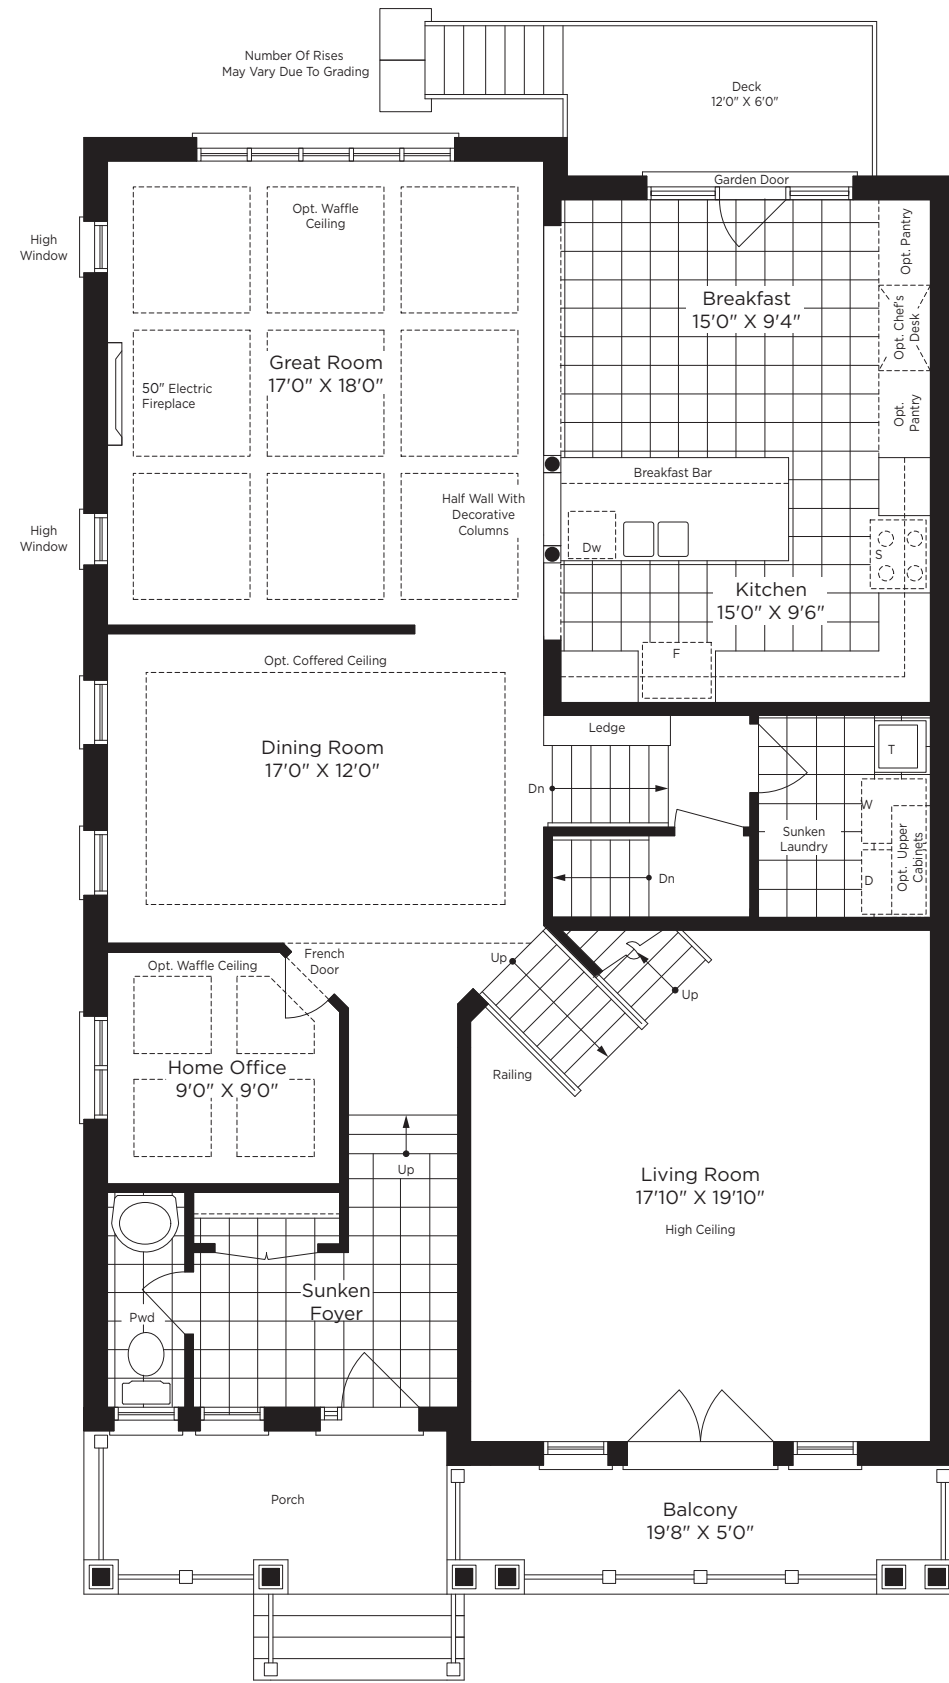 Number Of Rises
May Vary Due To Grading
Deck
12'0" X 6'0"
Garden Door
High
Window
Opt. Waffle
Ceiling
Opt. Pantry
Breakfast
15'0" X 9'4"
Opt. Chef's
Desk
Great Room
17'0" X 18'0"
50" Electric
Fireplace
Opt.
Pantry
Breakfast Bar
Half Wall With
Decorative
Columns
High
Window
Dw
S
Kitchen
15'0" X 9'6"
F
Opt. Coffered Ceiling
Dining Room
17'0" X 12'0"
Ledge
Dn
T
W
Sunken
Laundry
Opt. Upper
Cabinets
Dn
D
French
Door
Opt. Waffle Ceiling
Up
Up
Home Office
9'0" X 9'0"
Railing
Up
Living Room
17'10" X 19'10"
High Ceiling
Sunken
Foyer
Pwd
Porch
Balcony
19'8" X 5'0"